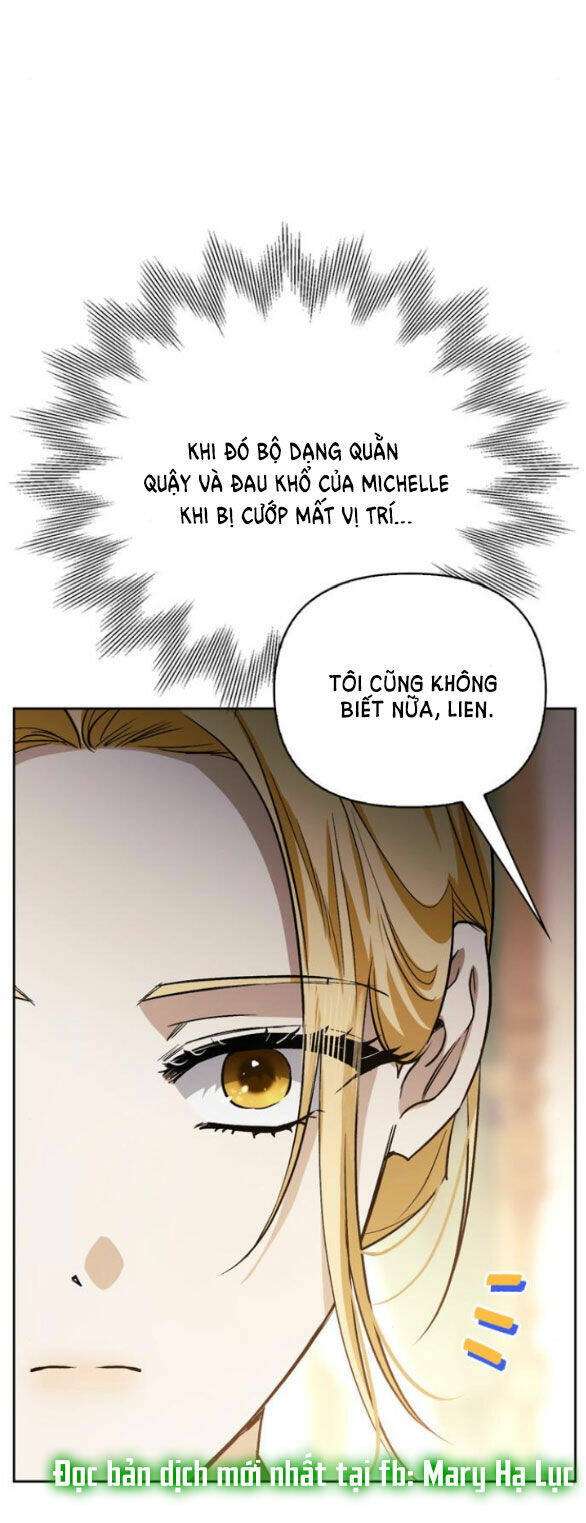 KHI ĐÓ BỘ DẠNG QUẰN
QUẬY VÀ ĐAU KHỔ CỦA MICHELLE
KHI BỊ CƯỚP MẤT VỊ TRÍ...
TÔI CŨNG KHÔNG
BIẾT NỮA, LIEN.
Đọc bản dịch mới nhất tại fb: Mary Hạ Lục